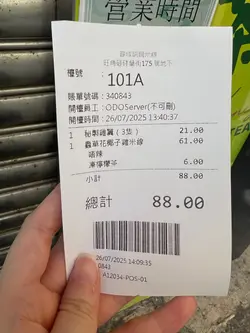 營業時間
檯號：
101A
賬單號碼：340843
開檯員工：ODOServer(不可刪)
開檯時間：26/07/2025 13:40:37
1 秘製雞翼（3隻） 21.00
1 蟲草花椰子雞米線 61.00
唔辣
凍檸檬茶 6.00
小計 88.00
總計 88.00
26/07/2025 14:09:35
0843
A12034-POS-01